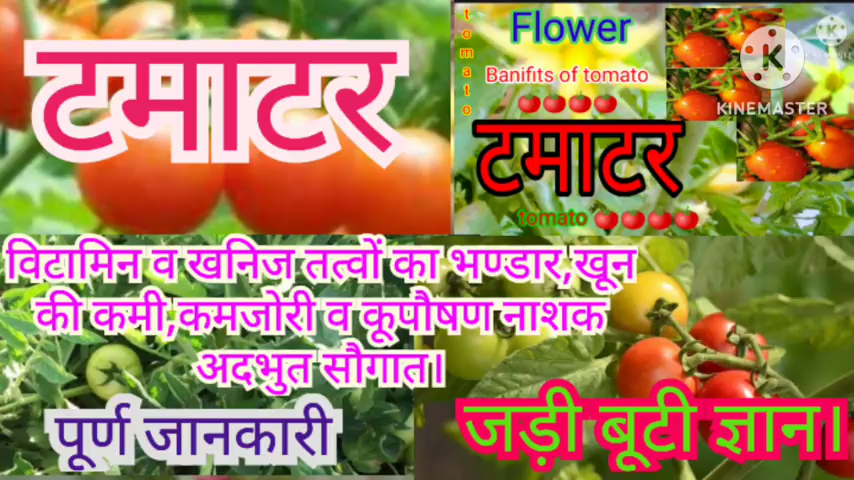 टमाटर
tomato
Flower
Banifits of tomato
टमाटर
tomato
KINEMASTER
विटामिन व खनिज तत्वों का भण्डार,खून
की कमी,कमजोरी व कूपौषण नाशक
अदभुत सौगात।
पूर्ण जानकारी
जड़ी बूटी ज्ञान।